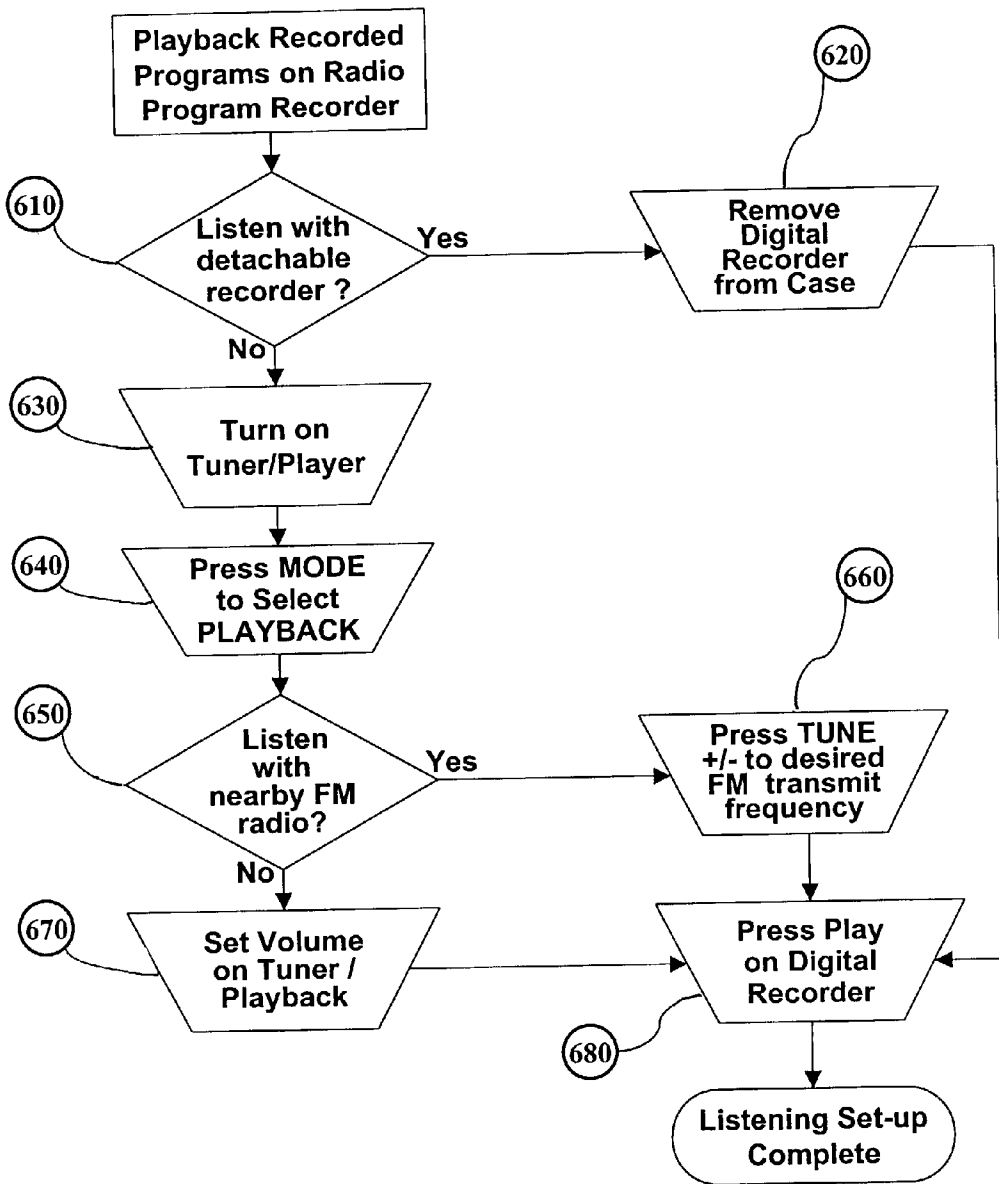 Playback Recorded
Programs on Radio
Program Recorder
620
610
Listen with
detachable
recorder ?
Yes
No
Remove
Digital
Recorder
from Case
630
Turn on
Tuner/Player
640
Press MODE
to Select
PLAYBACK
660
650
Listen
with
nearby FM
radio?
Yes
No
Press TUNE
+/- to desired
FM transmit
frequency
670
Set Volume
on Tuner /
Playback
Press Play
on Digital
Recorder
680
Listening Set-up
Complete